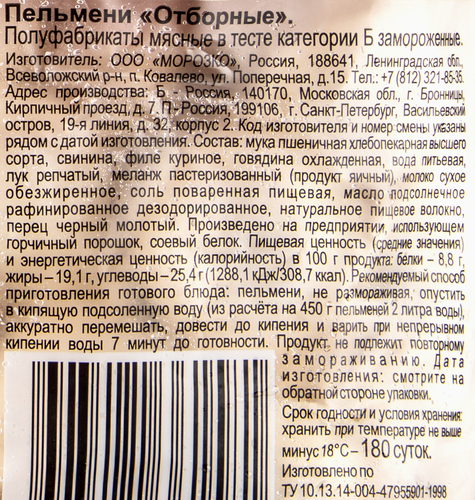 Пельмени «Отборные».
Полуфабрикаты мясные в тесте категории Б замороженные.
Изготовитель: ООО «МОРОЗКО», Россия, 188641, Ленинградская обл.,
Всеволожский р-н, п. Ковалево, ул. Поперечная, д.15. Тел.: +7 (812) 321-85-35.
Адрес производства: Б - Россия, 140170, Московская обл., г. Бронницы,
Кирпичный проезд, д. 7. П - Россия, 199106, г. Санкт-Петербург, Васильевский
остров, 19-я линия, д. 32, корпус 2. Код изготовителя и номер смены указаны
рядом с датой изготовления. Состав: мука пшеничная хлебопекарная высшего
сорта, свинина, филе куриное, говядина охлажденная, вода питьевая,
лук репчатый, меланж пастеризованный (продукт яичный), молоко сухое
обезжиренное, соль поваренная пищевая, масло подсолнечное
рафинированное дезодорированное, натуральное пищевое волокно,
перец черный молотый. Произведено на предприятии, использующем
горчичный порошок, соевый белок. Пищевая ценность (средние значения)
и энергетическая ценность (калорийность) в 100 г продукта: белки – 8,8 г,
жиры – 19,1 г, углеводы – 25,4 г (1288,1 кДж/308,7 ккал). Рекомендуемый способ
приготовления готового блюда: пельмени, не размораживая, опустить
в кипящую подсоленную воду (из расчёта на 450 г пельменей 2 литра воды),
аккуратно перемешать, довести до кипения и варить при непрерывном
кипении воды 7 минут до готовности. Продукт не подлежит повторному
замораживанию. Дата
изготовления: смотрите на
обратной стороне упаковки.
Срок годности и условия хранения:
хранить при температуре не выше
минус 18°С – 180 суток.
Изготовлено по
ТУ 10.13.14-004-47955901-1998